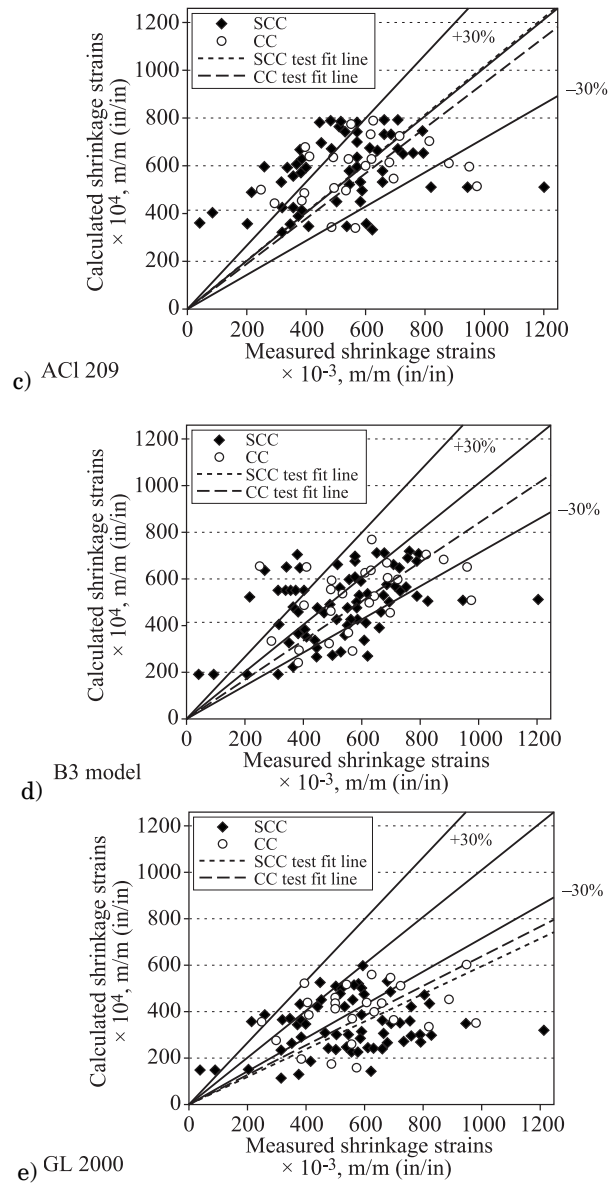 1200
1000
800
600
400
200
0
Calculated shrinkage strains
× 10⁴, m/m (in/in)
SCC
CC
SCC test fit line
CC test fit line
+30%
–30%
0 200 400 600 800 1000 1200
Measured shrinkage strains
× 10⁻³, m/m (in/in)
c) ACl 209
1200
1000
800
600
400
200
0
Calculated shrinkage strains
× 10⁴, m/m (in/in)
SCC
CC
SCC test fit line
CC test fit line
+30%
–30%
0 200 400 600 800 1000 1200
Measured shrinkage strains
× 10⁻³, m/m (in/in)
d) B3 model
1200
1000
800
600
400
200
0
Calculated shrinkage strains
× 10⁴, m/m (in/in)
SCC
CC
SCC test fit line
CC test fit line
+30%
–30%
0 200 400 600 800 1000 1200
Measured shrinkage strains
× 10⁻³, m/m (in/in)
e) GL 2000